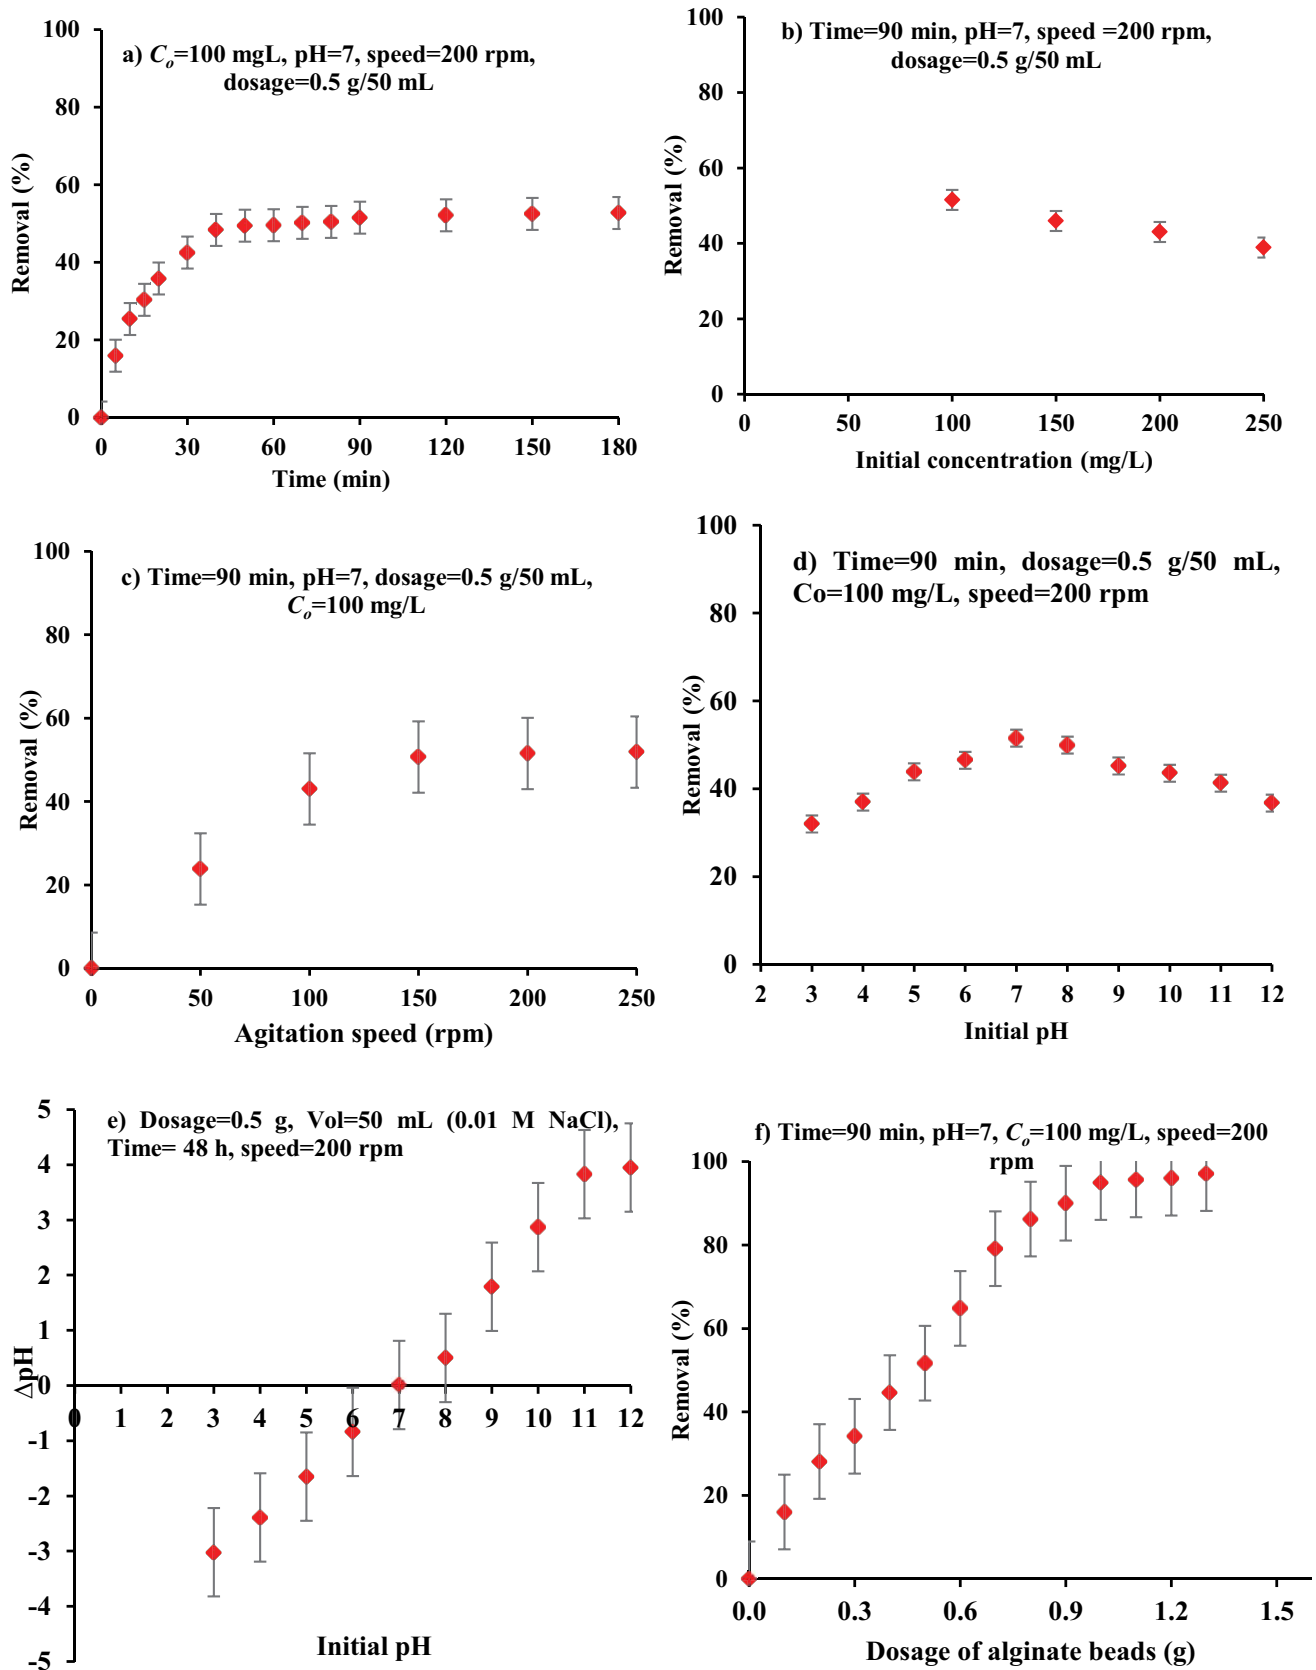 a) Co=100 mgL, pH=7, speed=200 rpm,
dosage=0.5 g/50 mL
100
80
60
40
20
0
Removal (%)
0 30 60 90 120 150 180
Time (min)
b) Time=90 min, pH=7, speed =200 rpm,
dosage=0.5 g/50 mL
100
80
60
40
20
0
Removal (%)
0 50 100 150 200 250
Initial concentration (mg/L)
c) Time=90 min, pH=7, dosage=0.5 g/50 mL,
Co=100 mg/L
100
80
60
40
20
0
Removal (%)
0 50 100 150 200 250
Agitation speed (rpm)
d) Time=90 min, dosage=0.5 g/50 mL,
Co=100 mg/L, speed=200 rpm
100
80
60
40
20
0
Removal (%)
2 3 4 5 6 7 8 9 10 11 12
Initial pH
e) Dosage=0.5 g, Vol=50 mL (0.01 M NaCl),
Time= 48 h, speed=200 rpm
5
4
3
2
1
0
-1
-2
-3
-4
-5
ΔpH
0 1 2 3 4 5 6 7 8 9 10 11 12
Initial pH
f) Time=90 min, pH=7, Co=100 mg/L, speed=200
rpm
100
80
60
40
20
0
Removal (%)
0.0 0.3 0.6 0.9 1.2 1.5
Dosage of alginate beads (g)